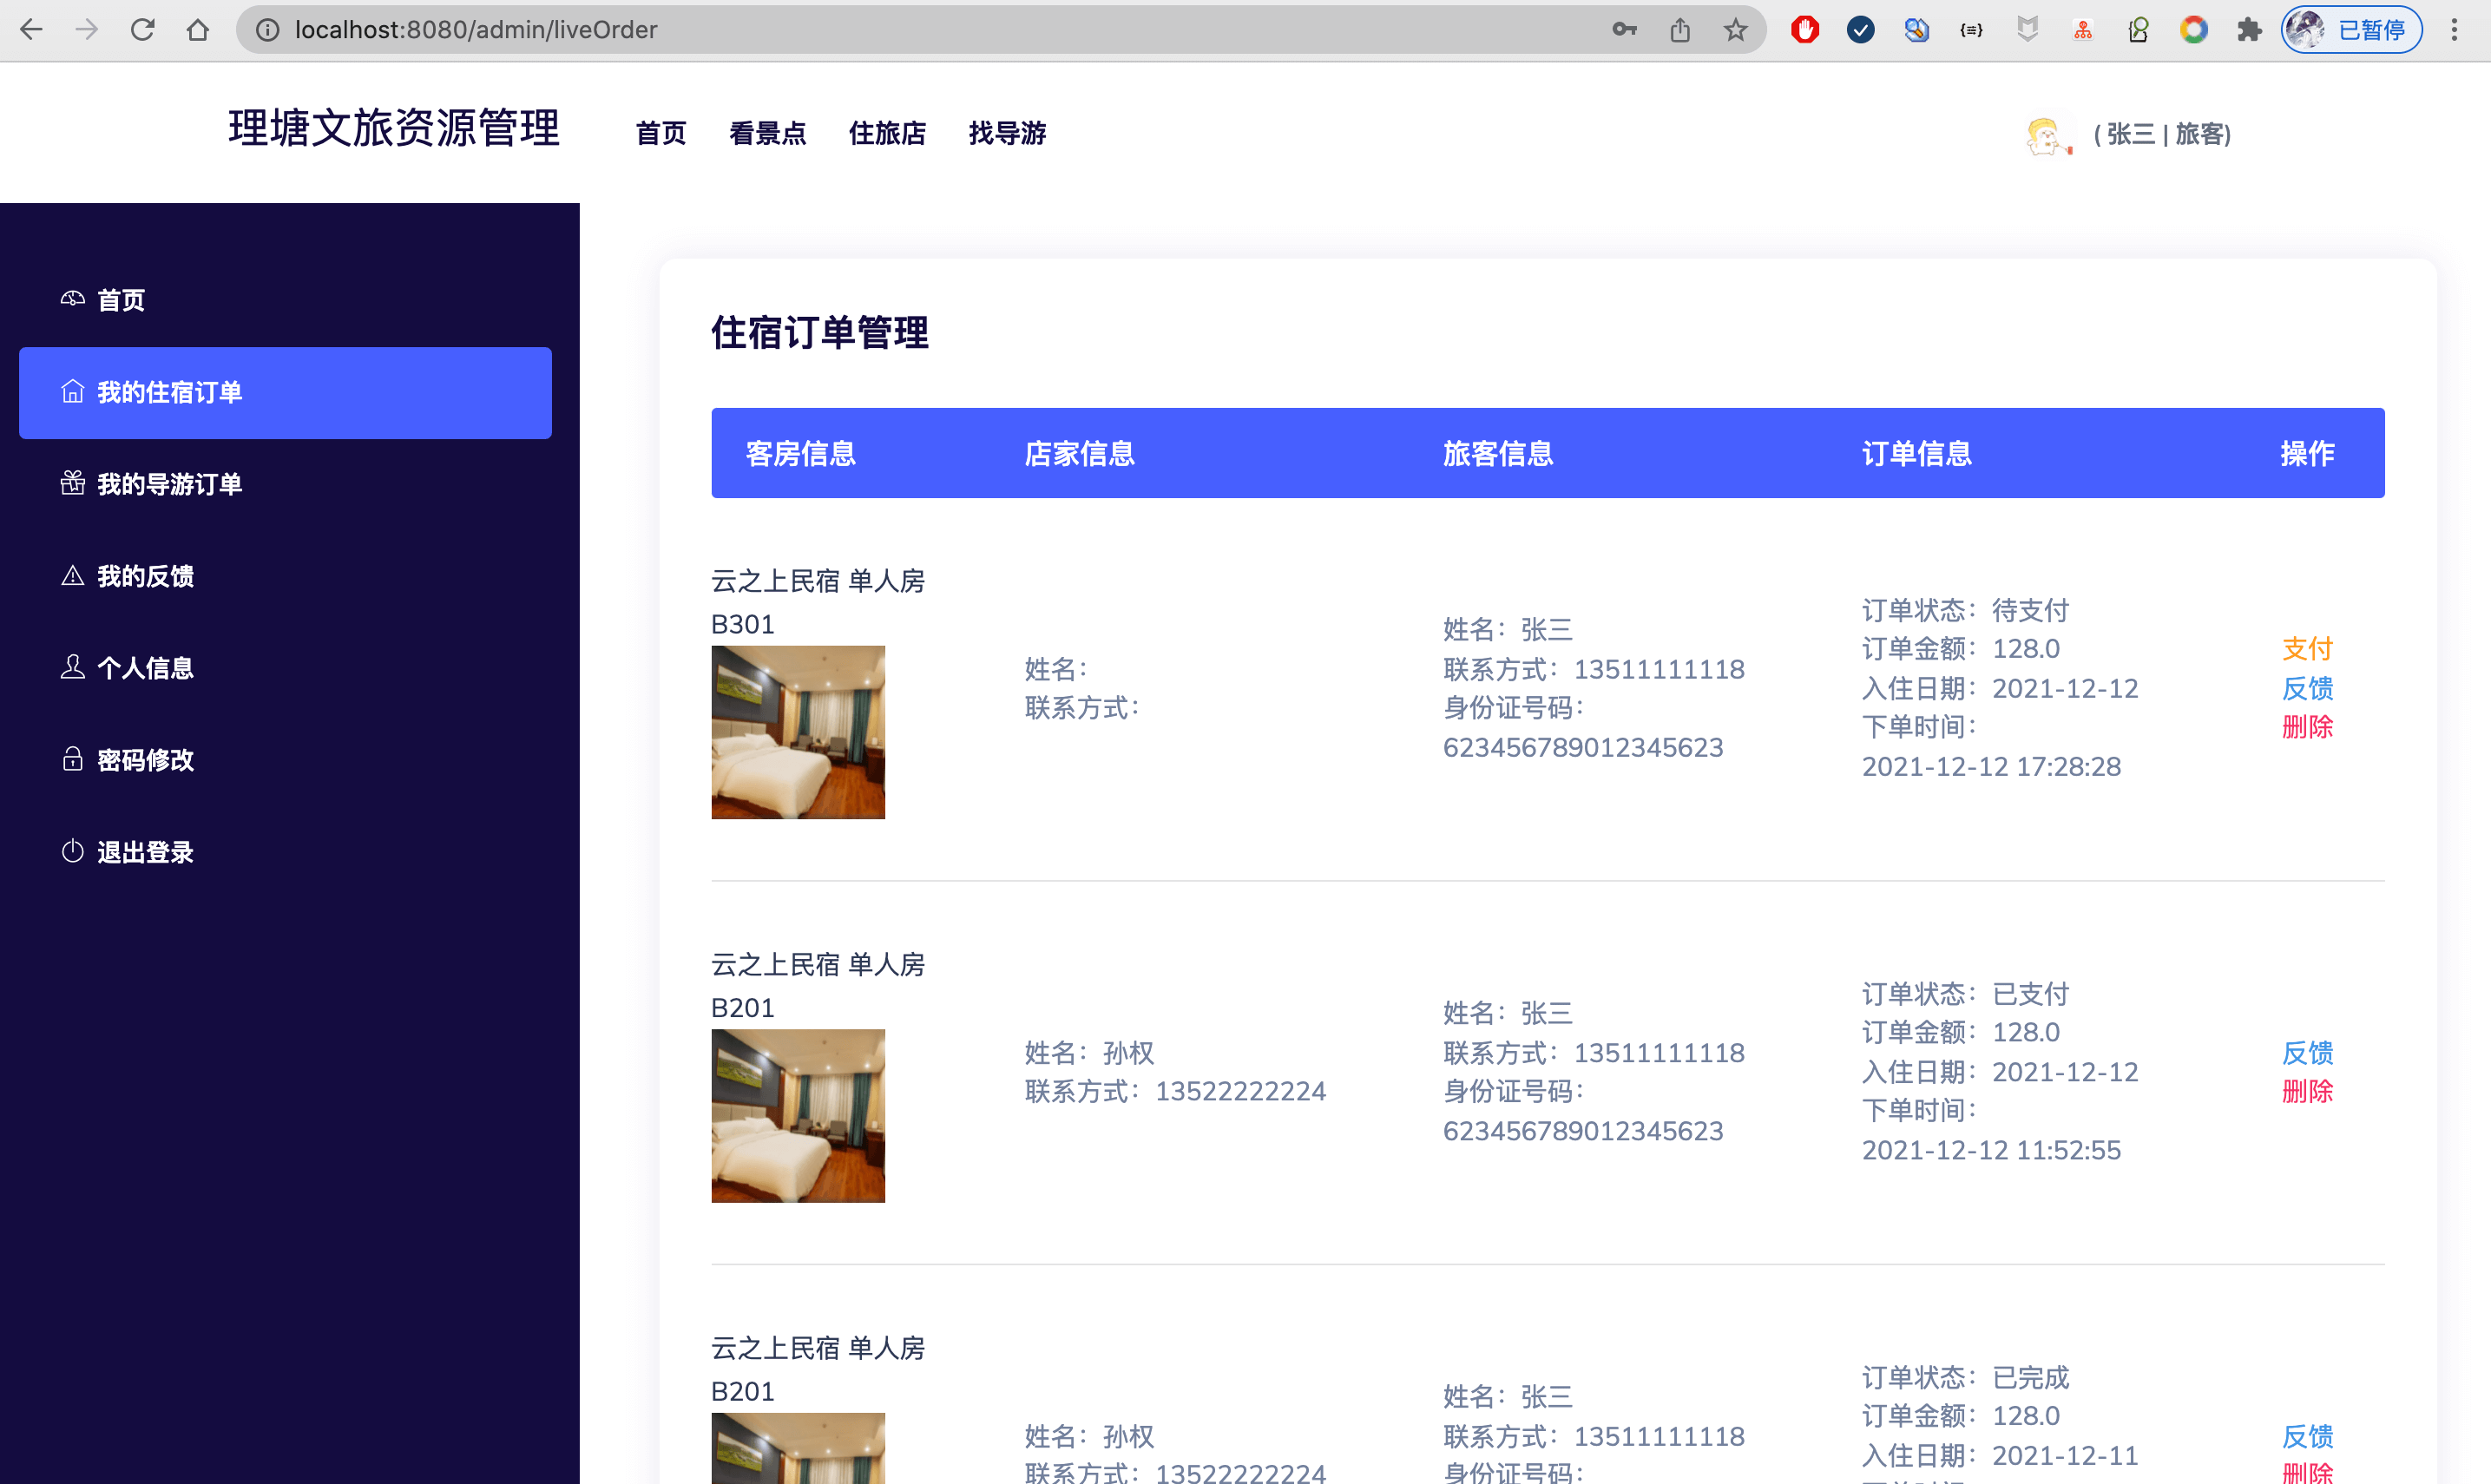 localhost:8080/admin/liveOrder
已暂停
理塘文旅资源管理
首页 看景点 住旅店 找导游
( 张三 | 旅客)
首页
我的住宿订单
我的导游订单
我的反馈
个人信息
密码修改
退出登录
住宿订单管理
客房信息 店家信息 旅客信息 订单信息 操作
云之上民宿 单人房
B301
姓名：
联系方式：
姓名：张三
联系方式：13511111118
身份证号码：
623456789012345623
订单状态：待支付
订单金额：128.0
入住日期：2021-12-12
下单时间：
2021-12-12 17:28:28
支付
反馈
删除
云之上民宿 单人房
B201
姓名：孙权
联系方式：13522222224
姓名：张三
联系方式：13511111118
身份证号码：
623456789012345623
订单状态：已支付
订单金额：128.0
入住日期：2021-12-12
下单时间：
2021-12-12 11:52:55
反馈
删除
云之上民宿 单人房
B201
姓名：孙权
联系方式：13522222224
姓名：张三
联系方式：13511111118
身份证号码：
订单状态：已完成
订单金额：128.0
入住日期：2021-12-11
反馈
删除